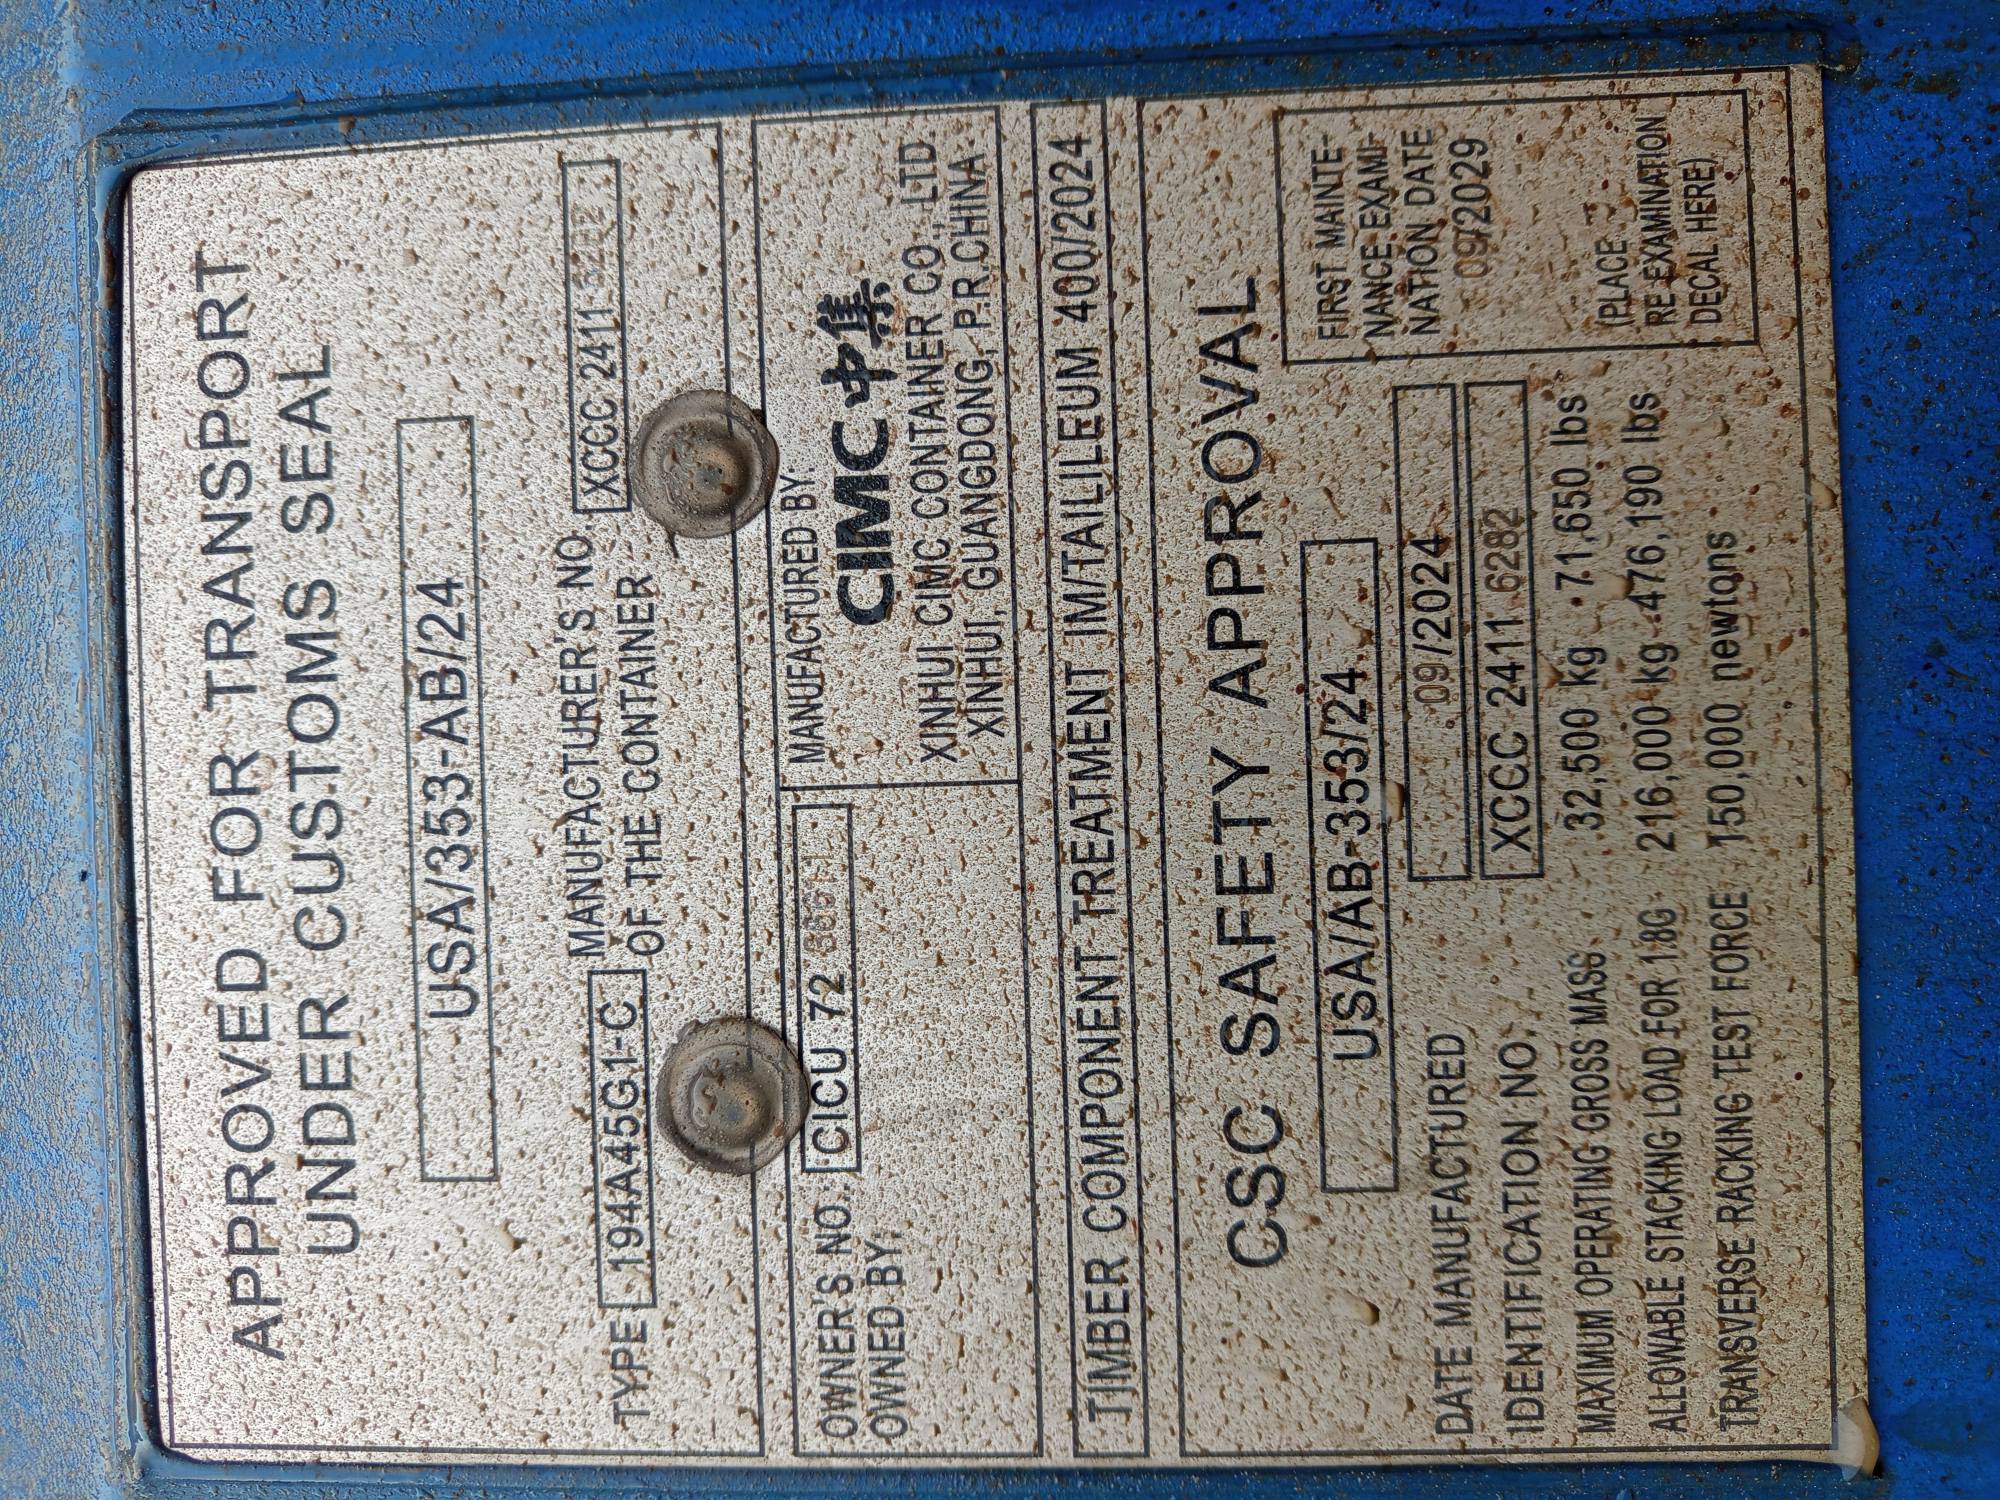 APPROVED FOR TRANSPORT
UNDER CUSTOMS SEAL
USA/353-AB/24
TYPE 194A45G1-C MANUFACTURER'S NO. XCCC 2411
OF THE CONTAINER
OWNER'S NO. CICU 72
OWNED BY:
MANUFACTURED BY:
CIMC 中集
XINHUI CIMC CONTAINER CO., LTD.
XINHUI, GUANGDONG, P.R.CHINA
TIMBER COMPONENT TREATMENT IM/TAILILEUM 400/2024
CSC SAFETY APPROVAL
USA/AB-353/24
DATE MANUFACTURED 09/2024
IDENTIFICATION NO. XCCC 2411 6282
MAXIMUM OPERATING GROSS MASS 32,500 kg 71,650 lbs
ALLOWABLE STACKING LOAD FOR 1.8G 216,000 kg 476,190 lbs
TRANSVERSE RACKING TEST FORCE 150,000 newtons
FIRST MAINTE-
NANCE EXAMI-
NATION DATE
09/2029
(PLACE
RE EXAMINATION
DECAL HERE)